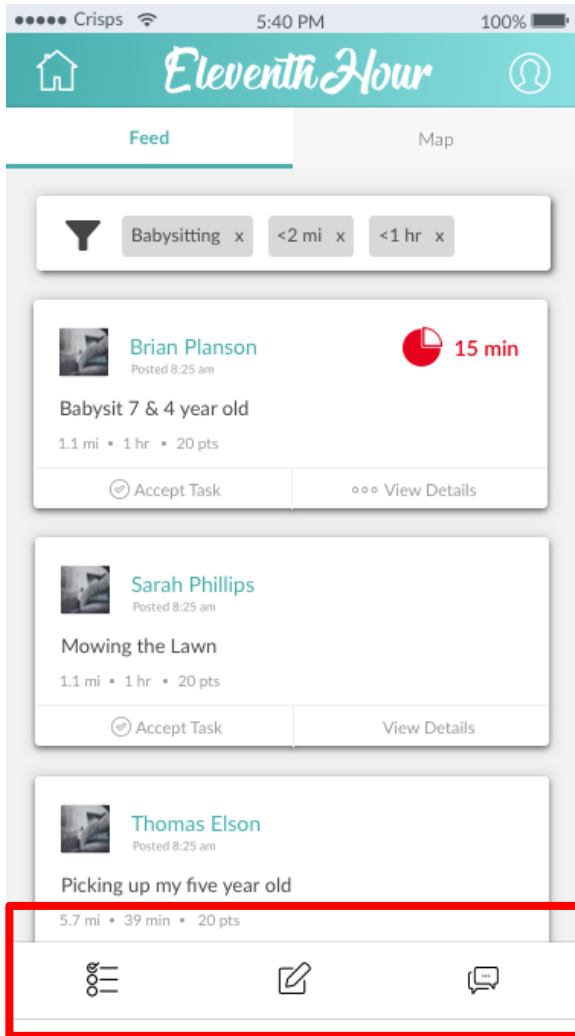 Crisps 5:40 PM 100%
Eleventh Hour
Feed Map
Babysitting x <2 mi x <1 hr x
Brian Planson
Posted 8:25 am
15 min
Babysit 7 & 4 year old
1.1 mi • 1 hr • 20 pts
Accept Task View Details
Sarah Phillips
Posted 8:25 am
Mowing the Lawn
1.1 mi • 1 hr • 20 pts
Accept Task View Details
Thomas Elson
Posted 8:25 am
Picking up my five year old
5.7 mi • 39 min • 20 pts